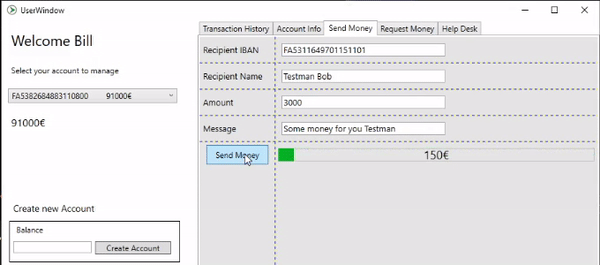 UserWindow
Welcome Bill
Select your account to manage
FA5382684883110800 91000€
91000€
Create new Account
Balance
Create Account
Transaction History Account Info Send Money Request Money Help Desk
Recipient IBAN FA5311649701151101
Recipient Name Testman Bob
Amount 3000
Message Some money for you Testman
Send Money 150€